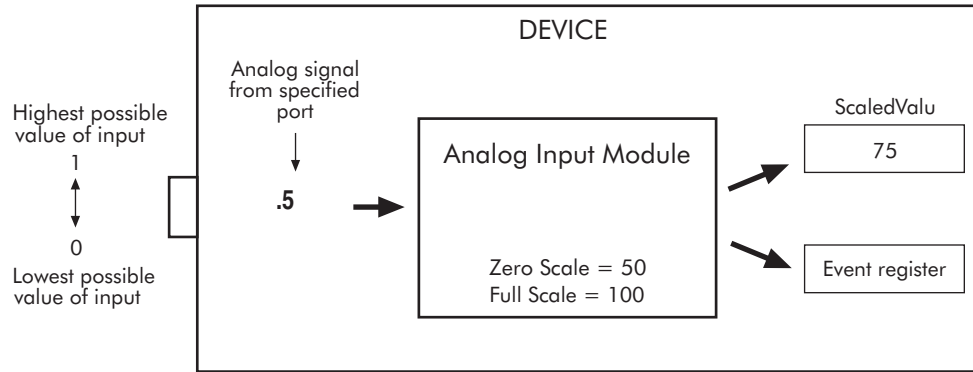 DEVICE
Analog signal
from specified
port
Highest possible
value of input
1
0
Lowest possible
value of input
.5
Analog Input Module
Zero Scale = 50
Full Scale = 100
ScaledValu
75
Event register